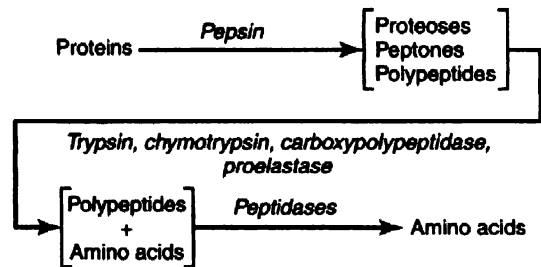 Proteins
Pepsin
Proteoses
Peptones
Polypeptides
Trypsin, chymotrypsin, carboxypolypeptidase,
proelastase
Polypeptides
+
Amino acids
Peptidases
Amino acids